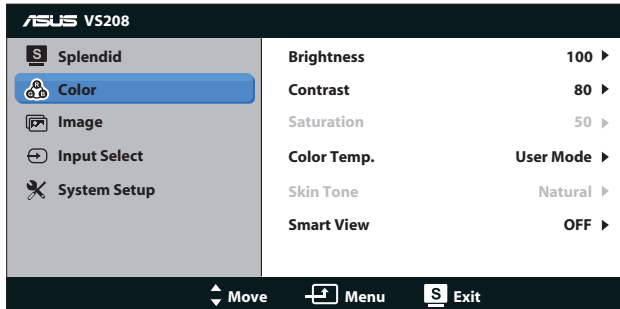 ASUS VS208
S Splendid
Color
Image
Input Select
System Setup
Brightness 100
Contrast 80
Saturation 50
Color Temp. User Mode
Skin Tone Natural
Smart View OFF
Move Menu S Exit